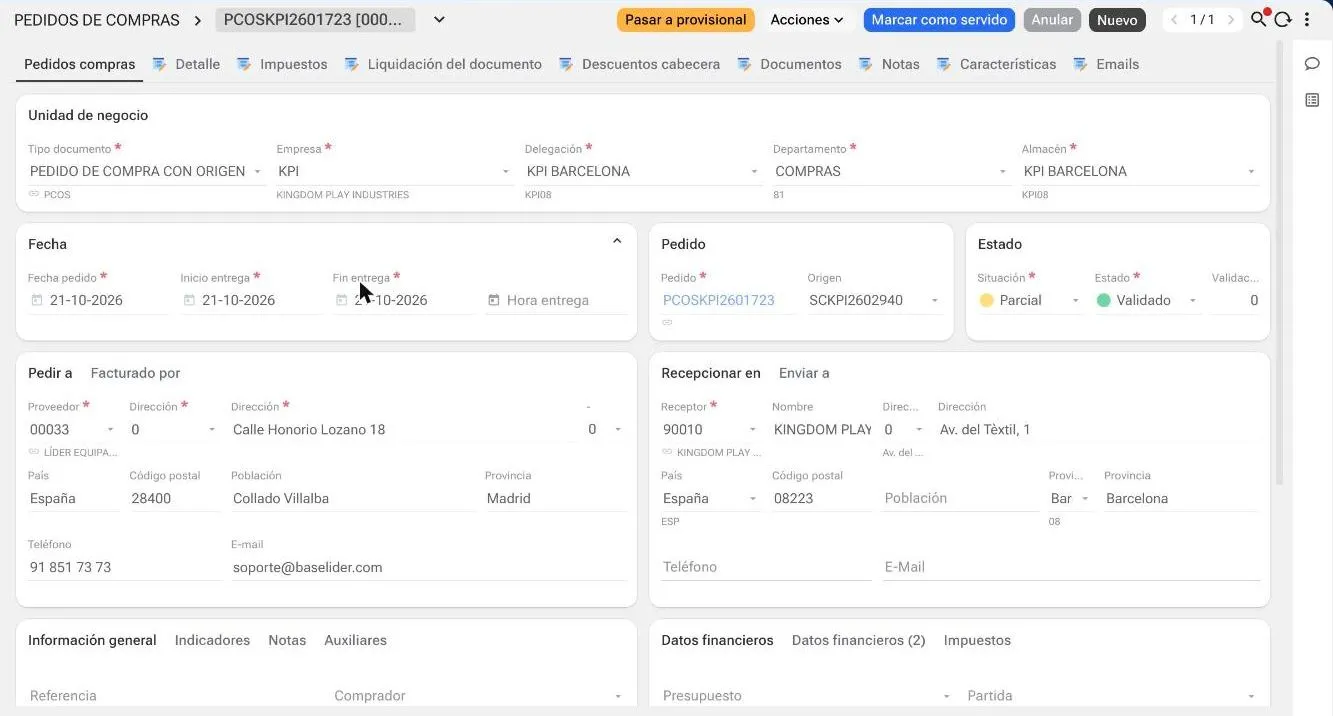 PEDIDOS DE COMPRAS > PCOSKPI2601723 [000... Pasar a provisional Acciones Marcar como servido Anular Nuevo 1/1
Pedidos compras Detalle Impuestos Liquidación del documento Descuentos cabecera Documentos Notas Características Emails
Unidad de negocio
Tipo documento * Empresa * Delegación * Departamento * Almacén *
PEDIDO DE COMPRA CON ORIGEN KPI KPI BARCELONA COMPRAS KPI BARCELONA
PCOS KINGDOM PLAY INDUSTRIES KPI08 81 KPI08
Fecha
Fecha pedido * Inicio entrega * Fin entrega *
21-10-2026 21-10-2026 2 -10-2026 Hora entrega
Pedido
Pedido * Origen
PCOSKPI2601723 SCKPI2602940
Estado
Situación * Estado * Validac...
Parcial Validado 0
Pedir a Facturado por
Proveedor * Dirección * Dirección * -
00033 0 Calle Honorio Lozano 18 0
LÍDER EQUIPA...
País Código postal Población Provincia
España 28400 Collado Villalba Madrid
Teléfono E-mail
91 851 73 73 soporte@baselider.com
Recepcionar en Enviar a
Receptor * Nombre Direc... Dirección
90010 KINGDOM PLAY 0 Av. del Tèxtil, 1
KINGDOM PLAY ... Av. del ...
País Código postal Provi... Provincia
España 08223 Población Bar Barcelona
ESP 08
Teléfono E-Mail
Información general Indicadores Notas Auxiliares
Referencia Comprador
Datos financieros Datos financieros (2) Impuestos
Presupuesto Partida